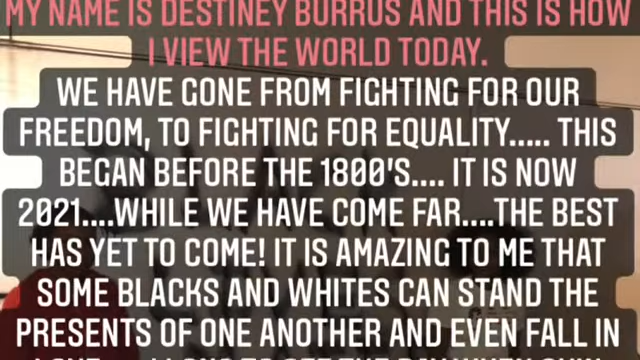 MY NAME IS DESTINEY BURRUS AND THIS IS HOW
I VIEW THE WORLD TODAY.
WE HAVE GONE FROM FIGHTING FOR OUR
FREEDOM, TO FIGHTING FOR EQUALITY..... THIS
BEGAN BEFORE THE 1800'S.... IT IS NOW
2021....WHILE WE HAVE COME FAR....THE BEST
HAS YET TO COME! IT IS AMAZING TO ME THAT
SOME BLACKS AND WHITES CAN STAND THE
PRESENTS OF ONE ANOTHER AND EVEN FALL IN